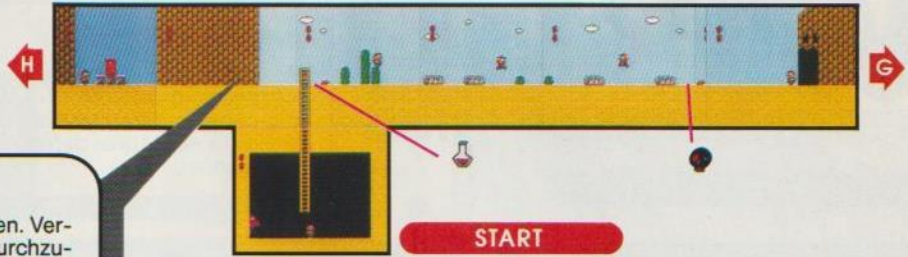 H
G
en. Ver-
urchzu-
START